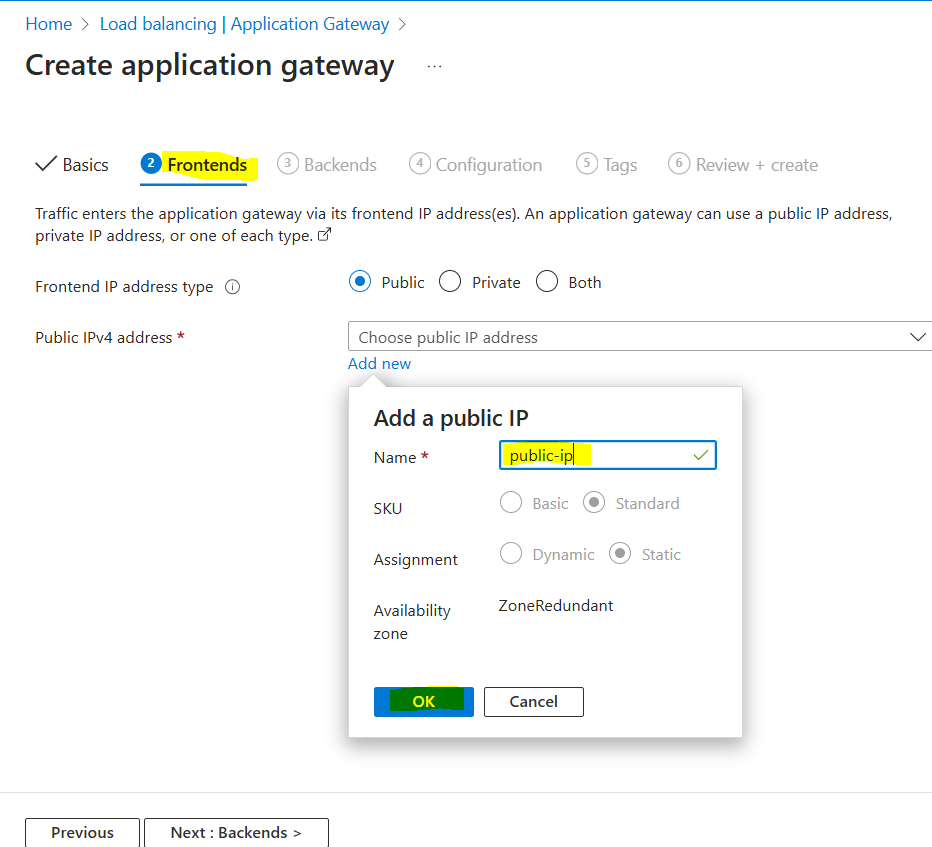 Home > Load balancing | Application Gateway >
Create application gateway ...
Basics 2 Frontends 3 Backends 4 Configuration 5 Tags 6 Review + create
Traffic enters the application gateway via its frontend IP address(es). An application gateway can use a public IP address,
private IP address, or one of each type.
Frontend IP address type Public Private Both
Public IPv4 address * Choose public IP address
Add new
Add a public IP
Name * public-ip
SKU Basic Standard
Assignment Dynamic Static
Availability ZoneRedundant
zone
OK Cancel
Previous Next : Backends >